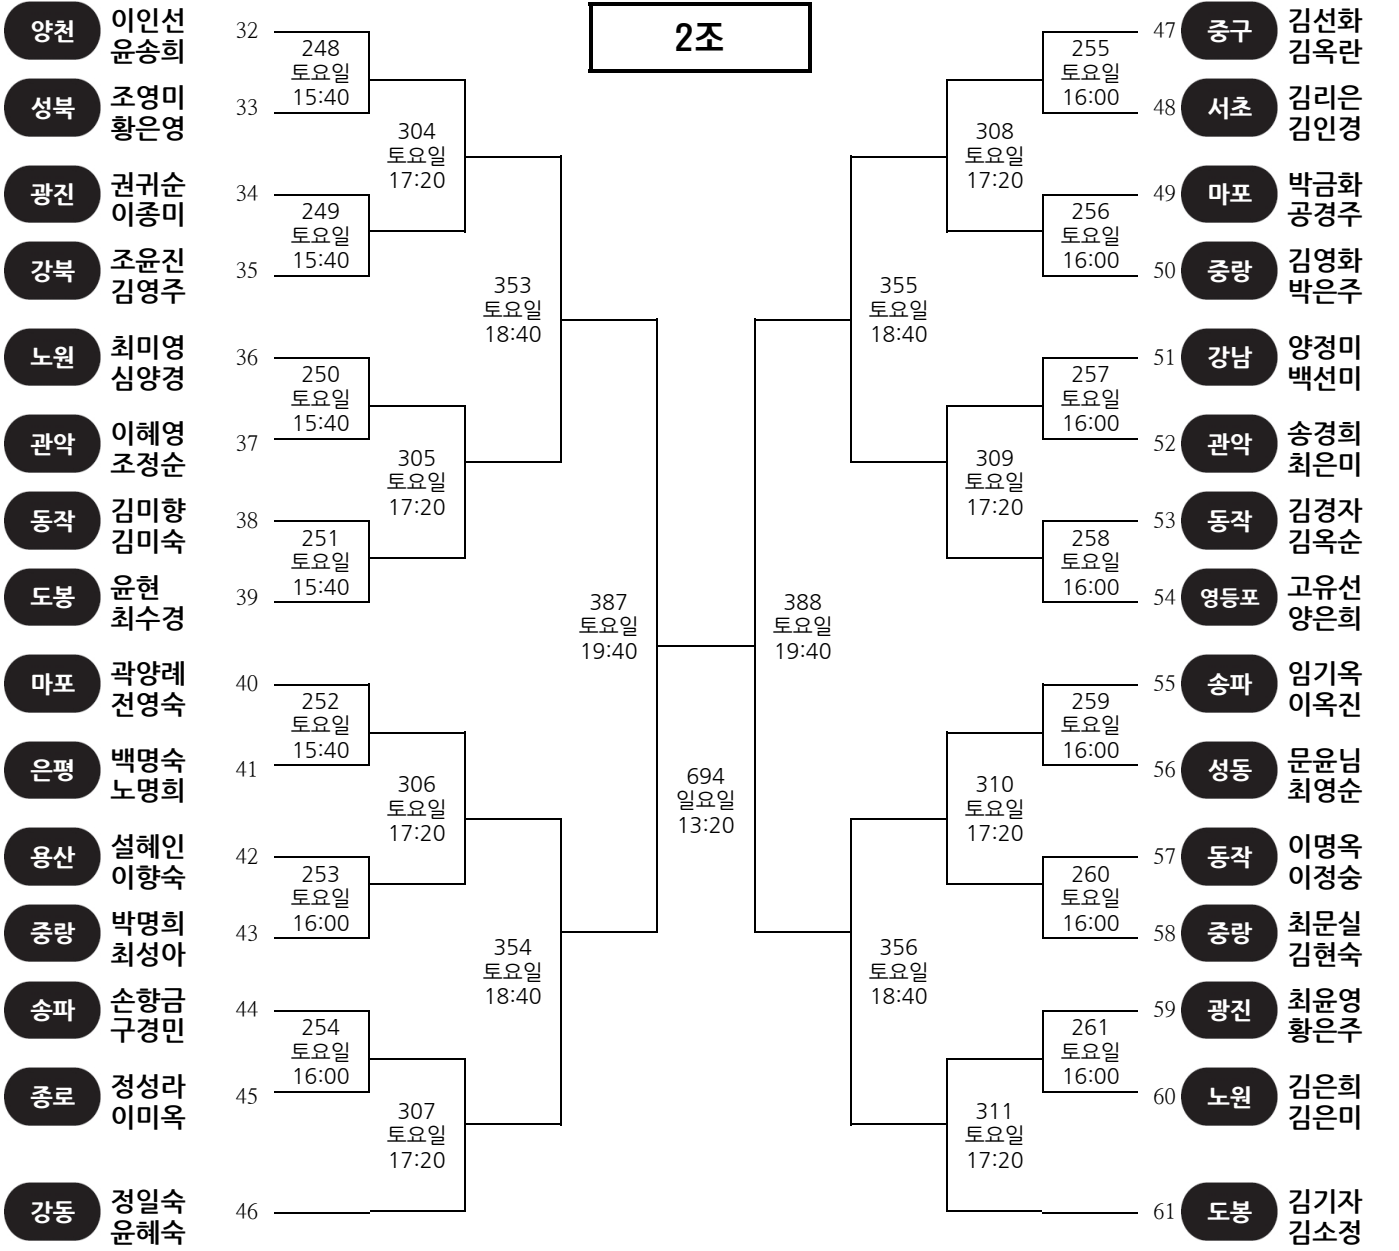 2조
양천
이인선
윤송희
32
248
토요일
15:40
성북
조영미
황은영
33
304
토요일
17:20
광진
권귀순
이종미
34
249
토요일
15:40
강북
조윤진
김영주
35
353
토요일
18:40
노원
최미영
심양경
36
250
토요일
15:40
관악
이혜영
조정순
37
305
토요일
17:20
동작
김미향
김미숙
38
251
토요일
15:40
도봉
윤현
최수경
39
387
토요일
19:40
마포
곽양례
전영숙
40
252
토요일
15:40
은평
백명숙
노명희
41
306
토요일
17:20
용산
설혜인
이향숙
42
253
토요일
16:00
중랑
박명희
최성아
43
354
토요일
18:40
송파
손향금
구경민
44
254
토요일
16:00
종로
정성라
이미옥
45
307
토요일
17:20
강동
정일숙
윤혜숙
46
694
일요일
13:20
47
중구
김선화
김옥란
255
토요일
16:00
48
서초
김리은
김인경
308
토요일
17:20
49
마포
박금화
공경주
256
토요일
16:00
50
중랑
김영화
박은주
355
토요일
18:40
51
강남
양정미
백선미
257
토요일
16:00
52
관악
송경희
최은미
309
토요일
17:20
53
동작
김경자
김옥순
258
토요일
16:00
54
영등포
고유선
양은희
388
토요일
19:40
55
송파
임기옥
이옥진
259
토요일
16:00
56
성동
문윤님
최영순
310
토요일
17:20
57
동작
이명옥
이정숭
260
토요일
16:00
58
중랑
최문실
김현숙
356
토요일
18:40
59
광진
최윤영
황은주
261
토요일
16:00
60
노원
김은희
김은미
311
토요일
17:20
61
도봉
김기자
김소정